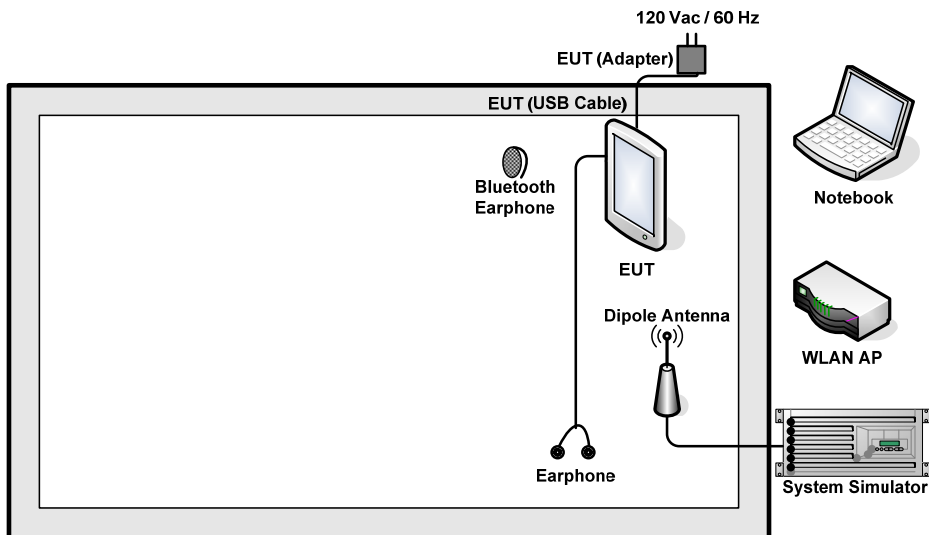 120 Vac / 60 Hz
EUT (Adapter)
EUT (USB Cable)
Bluetooth
Earphone
Notebook
EUT
Dipole Antenna
WLAN AP
Earphone
System Simulator